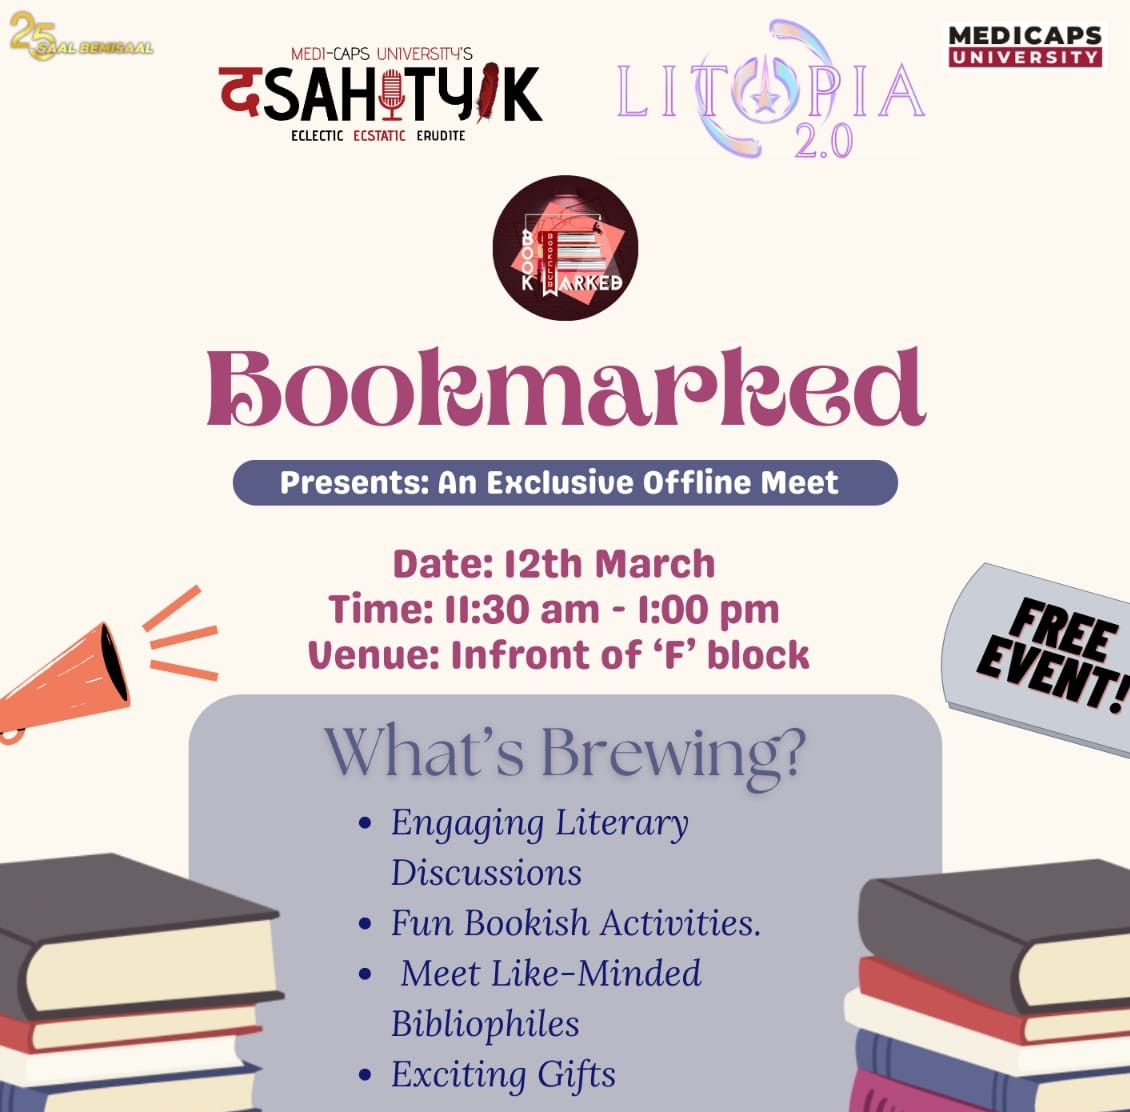 25
SAAL BEMISAAL
MEDI-CAPS UNIVERSITY'S
दSAHITYIK
ECLECTIC ECSTATIC ERUDITE
LITOPIA
2.0
MEDICAPS
UNIVERSITY
BOOK MARKED
BOOKCLUB
Bookmarked
Presents: An Exclusive Offline Meet
Date: 12th March
Time: 11:30 am - 1:00 pm
Venue: Infront of ‘F’ block
FREE
EVENT!
What’s Brewing?
• Engaging Literary
Discussions
• Fun Bookish Activities.
• Meet Like-Minded
Bibliophiles
• Exciting Gifts